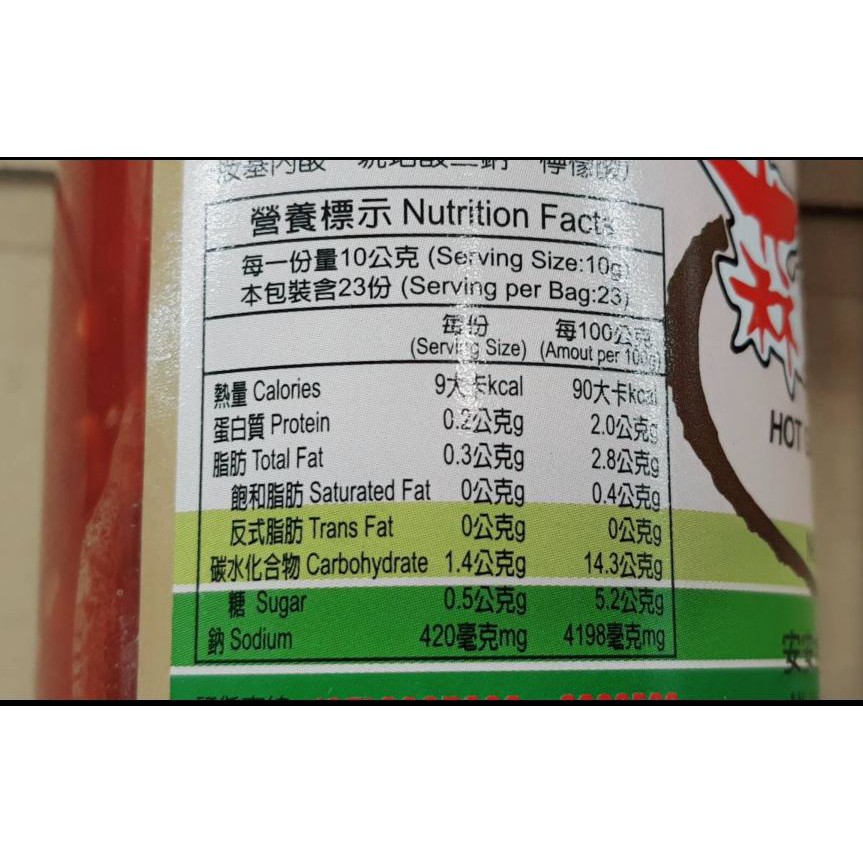 營養標示 Nutrition Facts
每一份量10公克 (Serving Size:10g)
本包裝含23份 (Serving per Bag:23)
每份 每100公克
(Serving Size) (Amout per 100g)
熱量 Calories 9大卡kcal 90大卡kcal
蛋白質 Protein 0.2公克g 2.0公克g
脂肪 Total Fat 0.3公克g 2.8公克g
飽和脂肪 Saturated Fat 0公克g 0.4公克g
反式脂肪 Trans Fat 0公克g 0公克g
碳水化合物 Carbohydrate 1.4公克g 14.3公克g
糖 Sugar 0.5公克g 5.2公克g
鈉 Sodium 420毫克mg 4198毫克mg
HOT